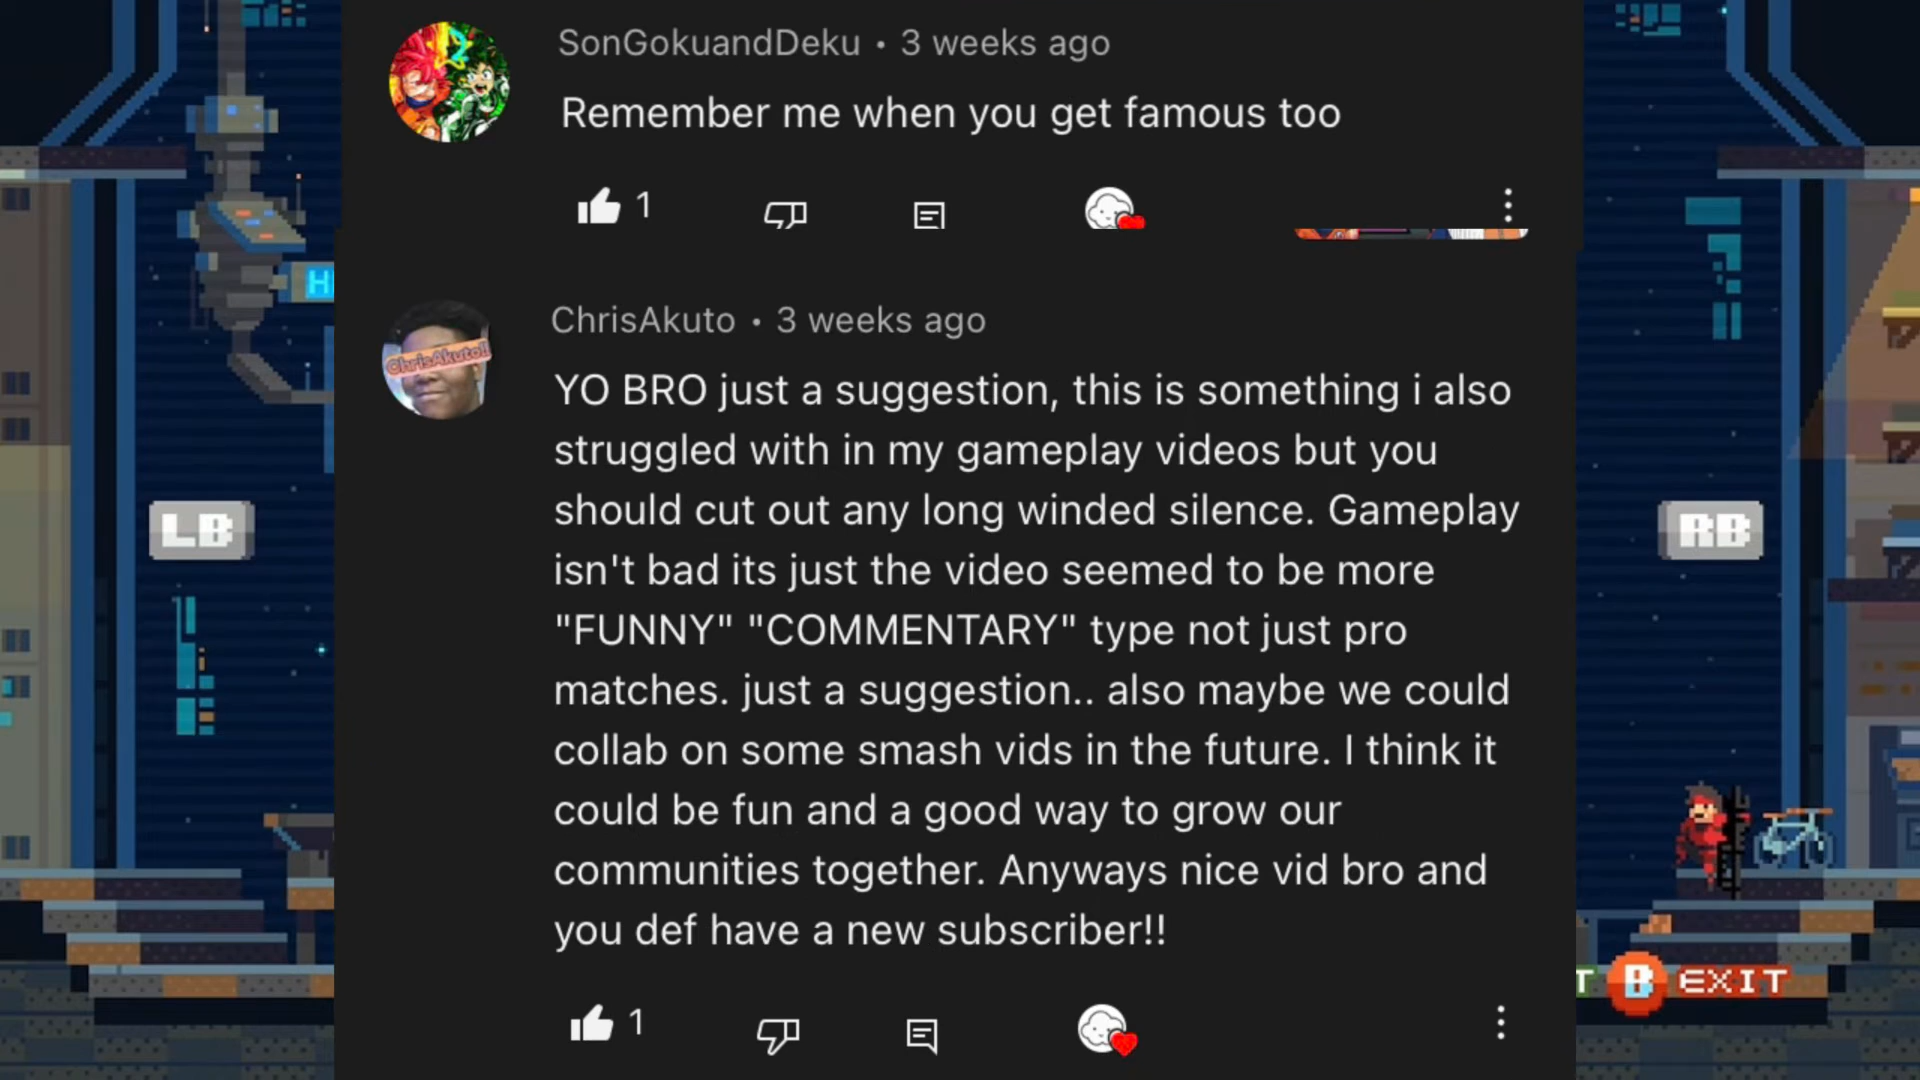 SonGokuandDeku • 3 weeks ago
Remember me when you get famous too
1
H
ChrisAkuto • 3 weeks ago
ChrisAkuto!!
YO BRO just a suggestion, this is something i also
struggled with in my gameplay videos but you
should cut out any long winded silence. Gameplay
isn't bad its just the video seemed to be more
"FUNNY" "COMMENTARY" type not just pro
matches. just a suggestion.. also maybe we could
collab on some smash vids in the future. I think it
could be fun and a good way to grow our
communities together. Anyways nice vid bro and
you def have a new subscriber!!
1
LB
RB
T B EXIT